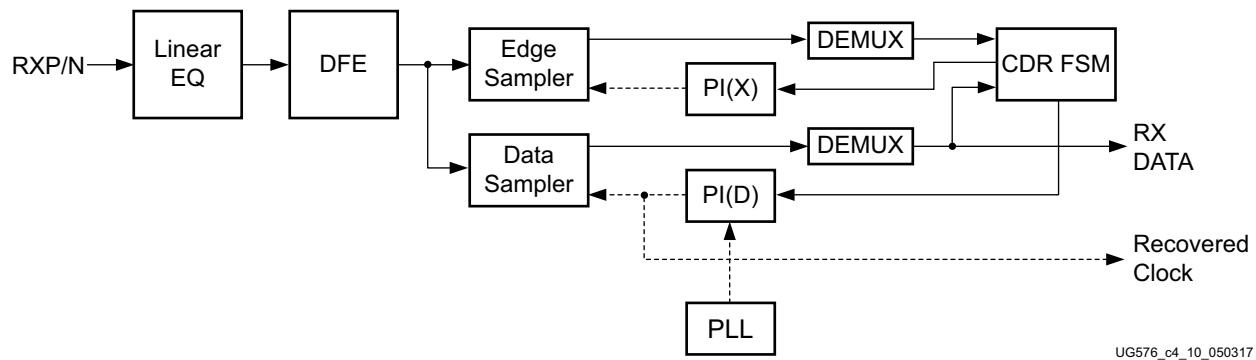 RXP/N
Linear
EQ
DFE
Edge
Sampler
DEMUX
CDR FSM
PI(X)
Data
Sampler
DEMUX
RX
DATA
PI(D)
Recovered
Clock
PLL
UG576_c4_10_050317